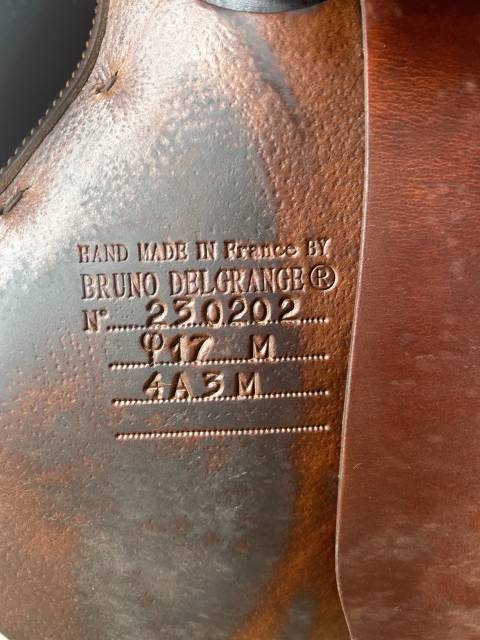 HAND MADE IN France BY
BRUNO DELGRANGE®
N° 230202
φ17 M
4A3M